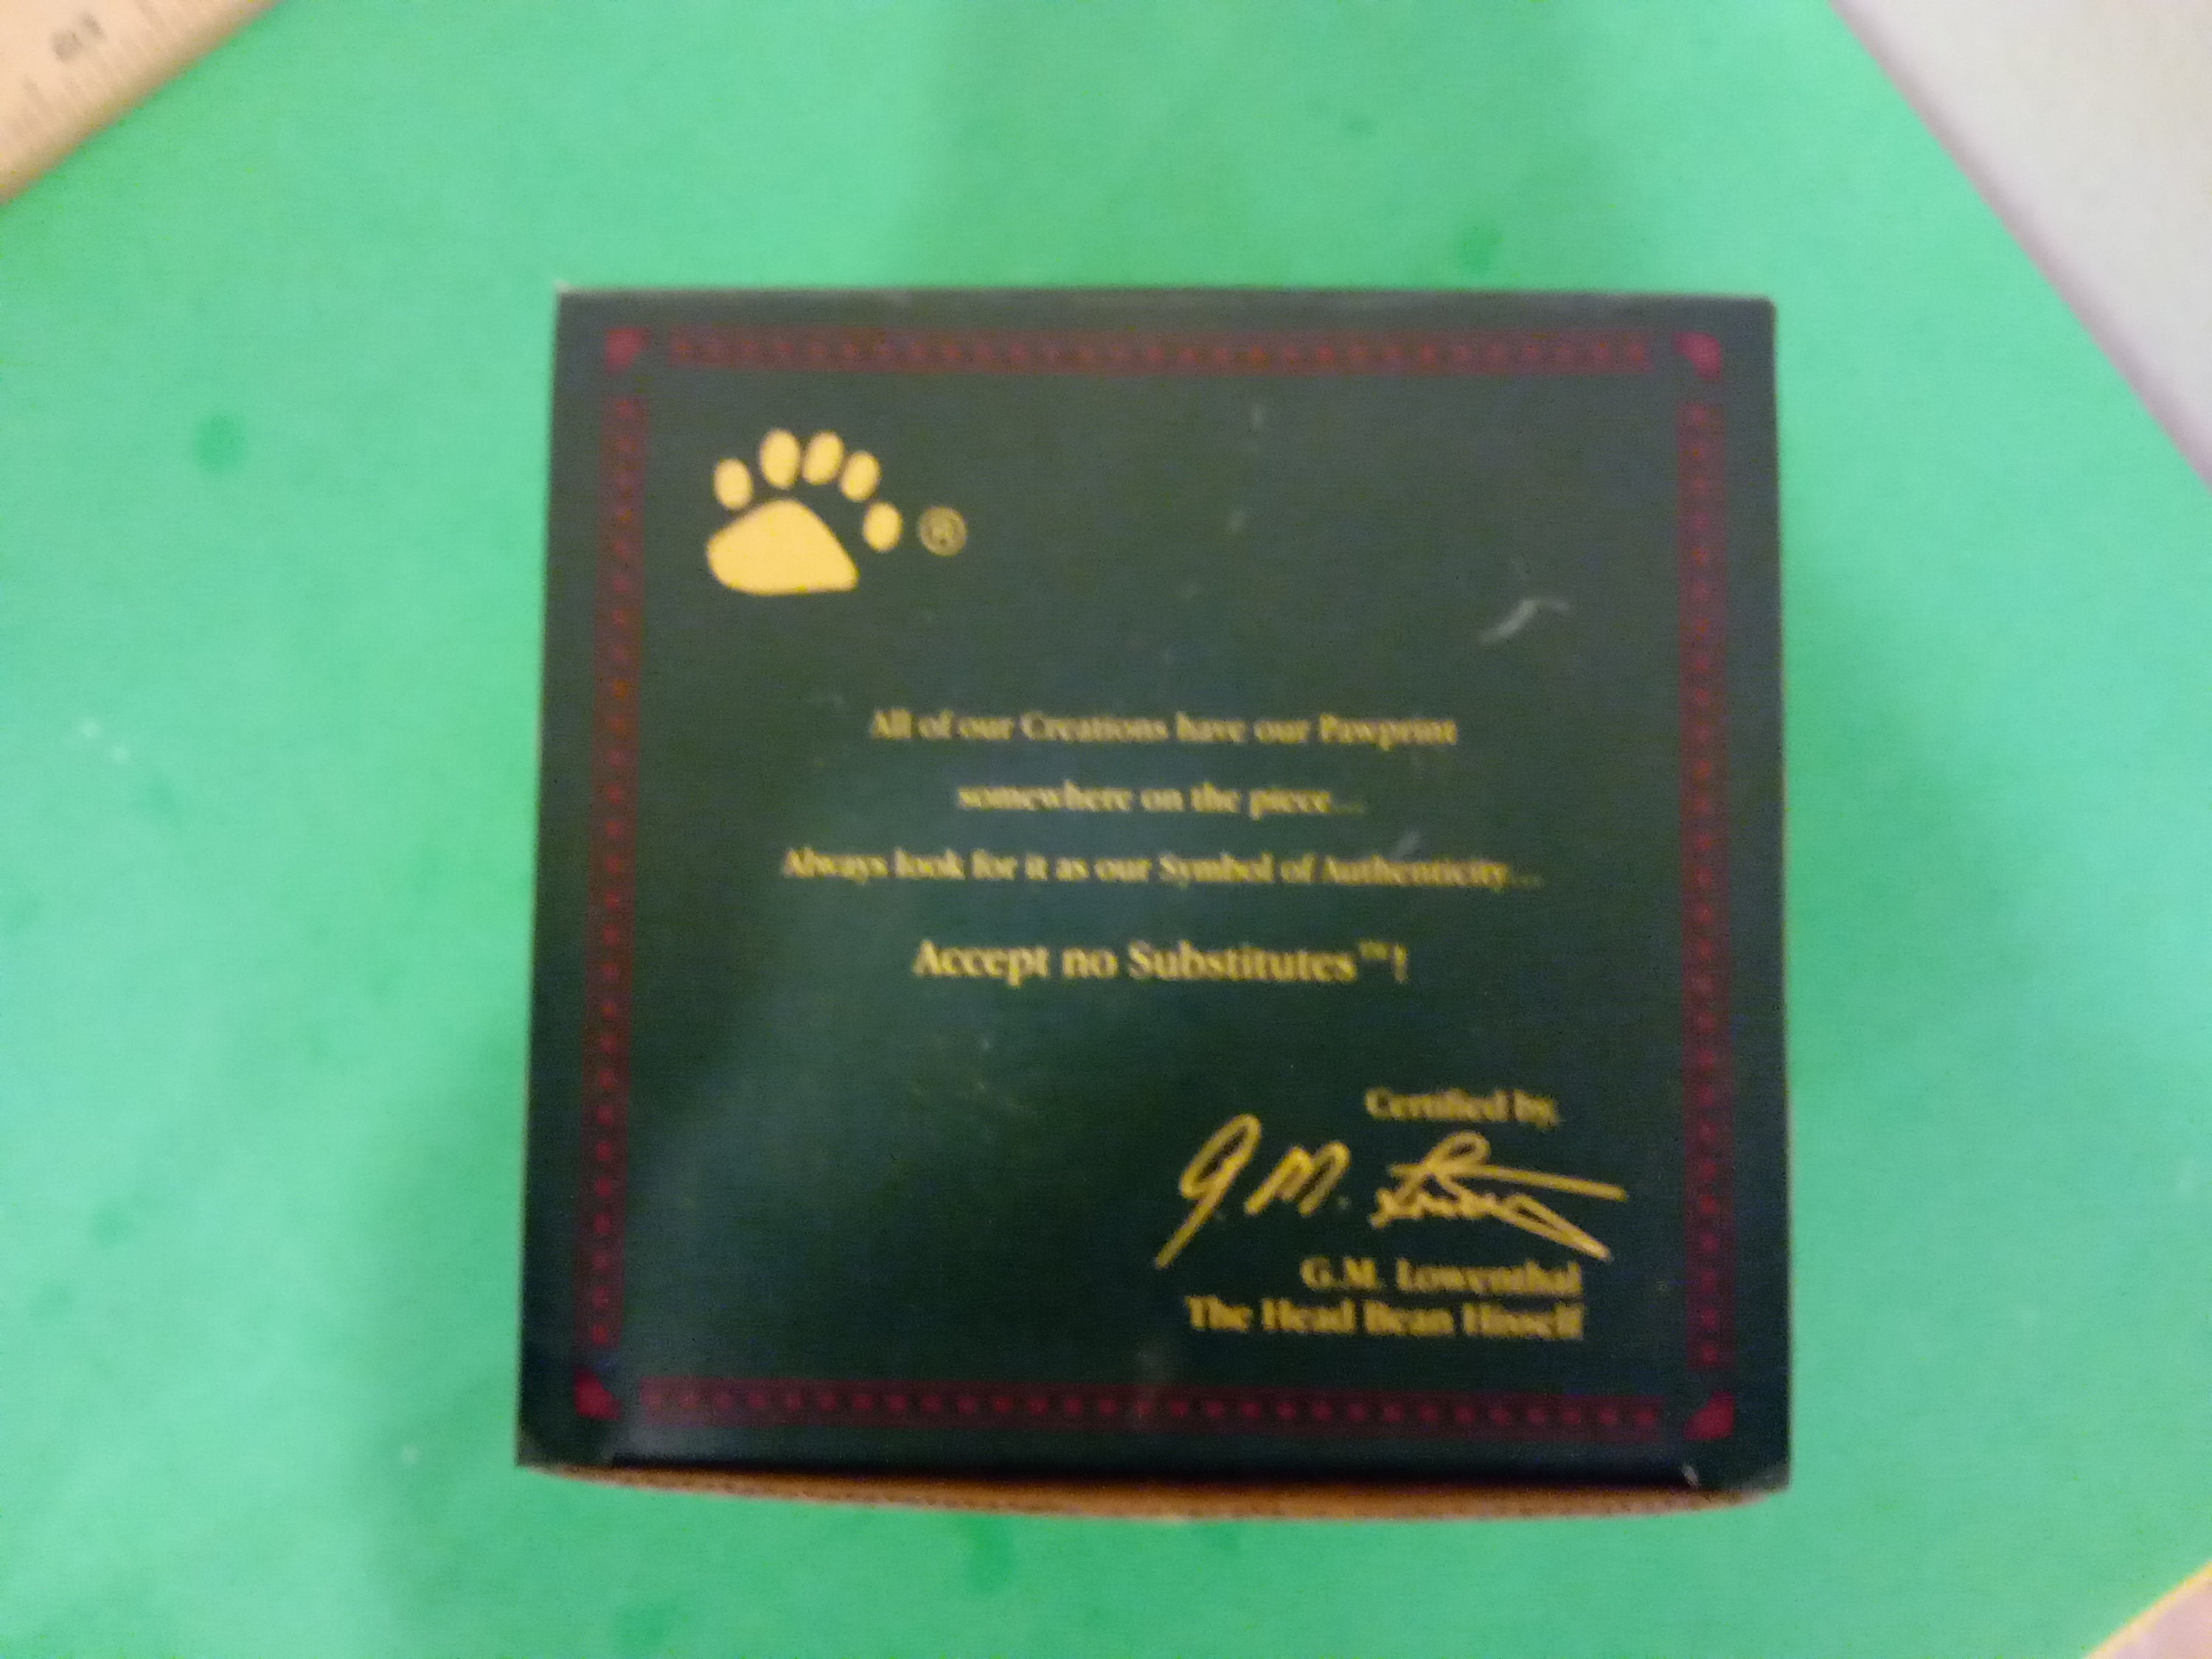 ®
All of our Creations have our Pawprint
somewhere on the piece...
Always look for it as our Symbol of Authenticity...
Accept no Substitutes™!
Certified by,
G.M.
G.M. Lowenthal
The Head Bean Hisself